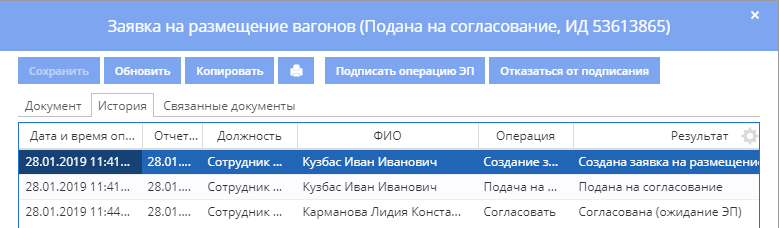 Заявка на размещение вагонов (Подана на согласование, ИД 53613865)
Сохранить Обновить Копировать Подписать операцию ЭП Отказаться от подписания
Документ История Связанные документы
Дата и время оп... Отчет... Должность ФИО Операция Результат
28.01.2019 11:41... 28.01.... Сотрудник ... Кузбас Иван Иванович Создание з... Создана заявка на размещение
28.01.2019 11:41... 28.01.... Сотрудник ... Кузбас Иван Иванович Подача на ... Подана на согласование
28.01.2019 11:44... 28.01.... Сотрудник ... Карманова Лидия Конста... Согласовать Согласована (ожидание ЭП)